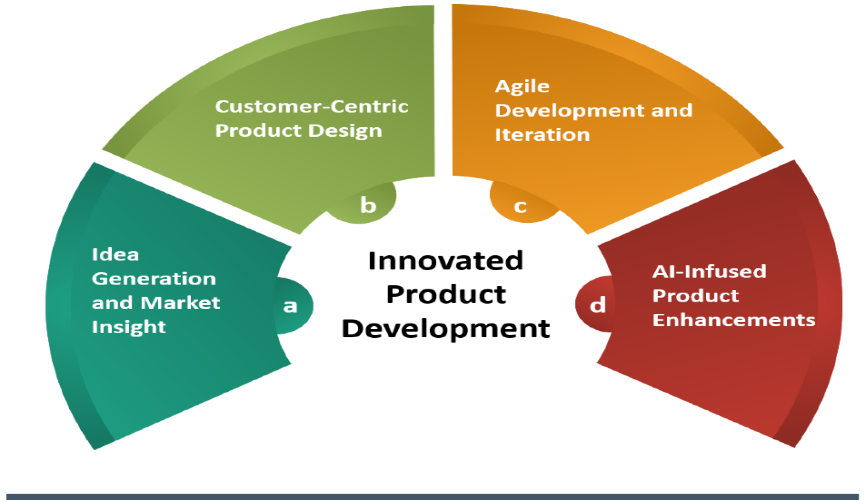 Customer-Centric
Product Design
b
Agile
Development and
Iteration
c
Idea
Generation
and Market
Insight
a
Innovated
Product
Development
AI-Infused
Product
Enhancements
d